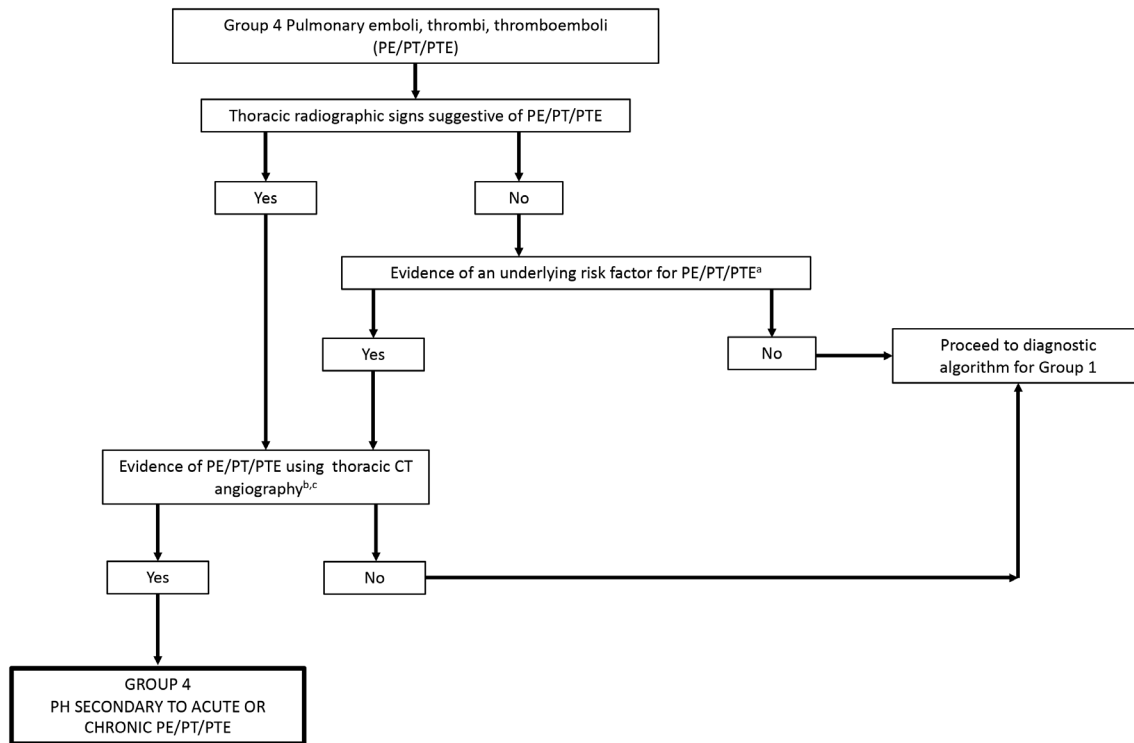 Group 4 Pulmonary emboli, thrombi, thromboemboli
(PE/PT/PTE)
Thoracic radiographic signs suggestive of PE/PT/PTE
Yes
No
Evidence of an underlying risk factor for PE/PT/PTEᵃ
Yes
No
Proceed to diagnostic
algorithm for Group 1
Evidence of PE/PT/PTE using thoracic CT
angiographyᵇ,ᶜ
Yes
No
GROUP 4
PH SECONDARY TO ACUTE OR
CHRONIC PE/PT/PTE